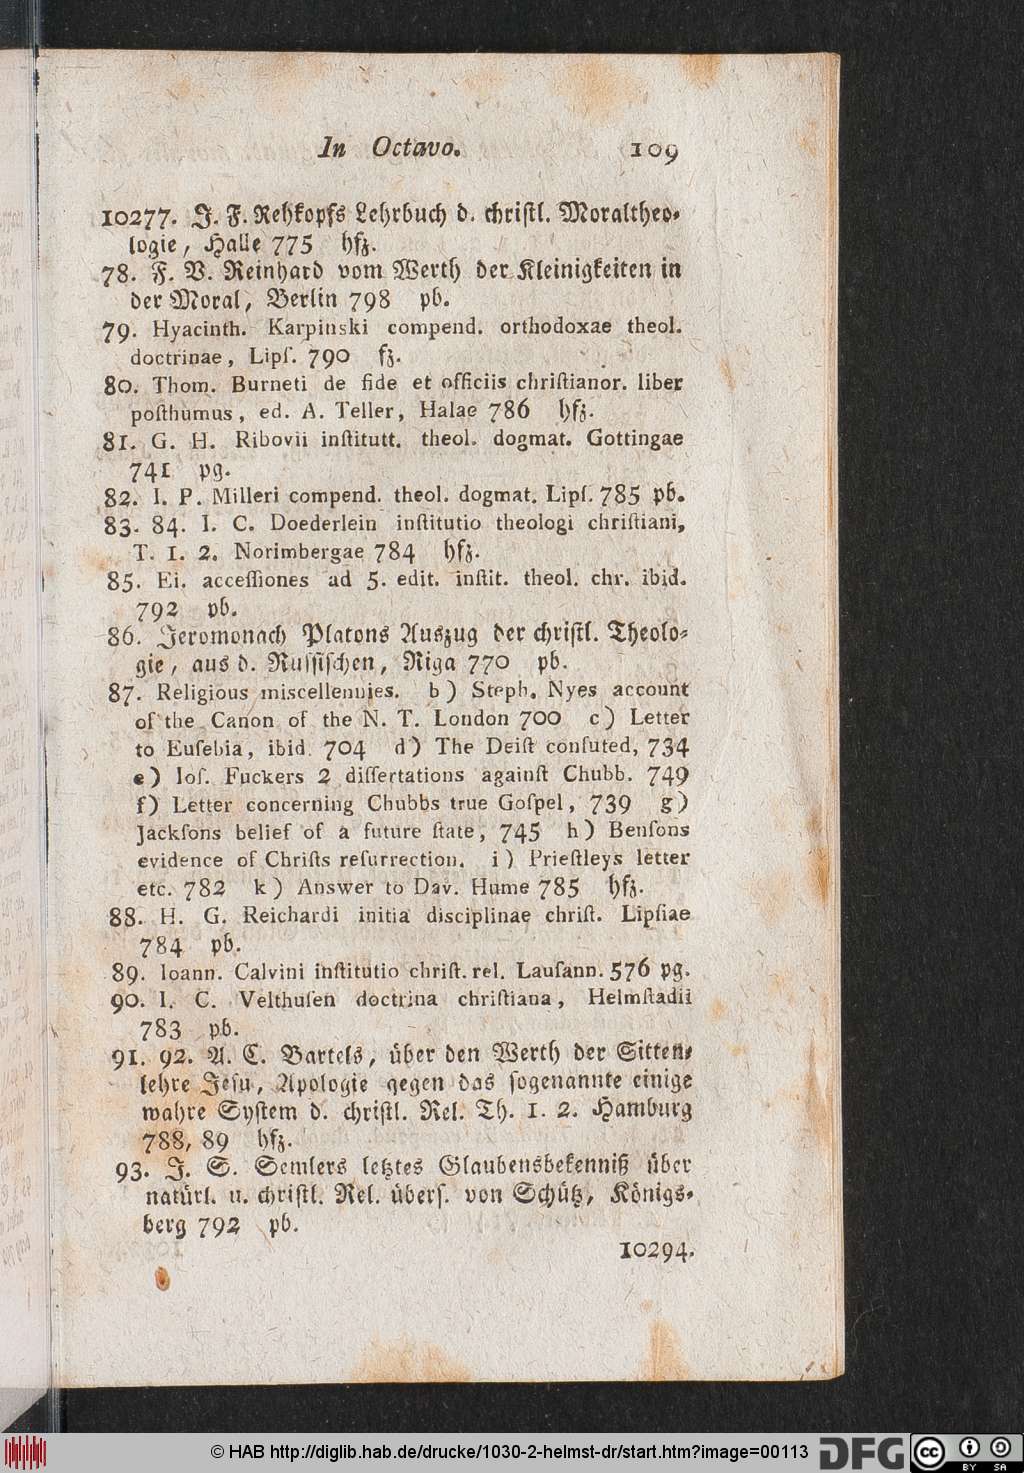 In Octavo. 109
10277. J. F. Rehkopfs Lehrbuch d. christl. Moraltheo-
logie, Halle 775 hfz.
78. F. V. Reinhard vom Werth der Kleinigkeiten in
der Moral, Berlin 798 pb.
79. Hyacinth. Karpinski compend. orthodoxae theol.
doctrinae, Lipſ. 790 fz.
80. Thom. Burneti de fide et officiis chriſtianor. liber
poſthumus, ed. A. Teller, Halae 786 hfz.
81. G. H. Ribovii inſtitutt. theol. dogmat. Gottingae
741 pg.
82. I. P. Milleri compend. theol. dogmat. Lipſ. 785 pb.
83. 84. I. C. Doederlein inſtitutio theologi chriſtiani,
T. 1. 2. Norimbergae 784 hfz.
85. Ei. acceſſiones ad 5. edit. inſtit. theol. chr. ibid.
792 pb.
86. Jeromonach Platons Auszug der christl. Theolo-
gie, aus d. Russischen, Riga 770 pb.
87. Religious miscellennies. b) Steph. Nyes account
of the Canon of the N. T. London 700 c) Letter
to Euſebia, ibid. 704 d) The Deiſt confuted, 734
e) Ioſ. Fuckers 2 diſſertations againſt Chubb. 749
f) Letter concerning Chubbs true Goſpel, 739 g)
Jackſons belief of a future ſtate, 745 h) Benſons
evidence of Chriſts reſurrection. i) Prieſtleys letter
etc. 782 k) Answer to Dav. Hume 785 hfz.
88. H. G. Reichardi initia disciplinae chriſt. Lipſiae
784 pb.
89. Ioann. Calvini inſtitutio chriſt. rel. Lauſann. 576 pg.
90. I. C. Velthuſen doctrina chriſtiana, Helmſtadii
783 pb.
91. 92. A. C. Bartels, über den Werth der Sitten-
lehre Jesu, Apologie gegen das sogenannte einige
wahre System d. christl. Rel. Th. 1. 2. Hamburg
788, 89 hfz.
93. J. S. Semlers letztes Glaubensbekenntniß über
natürl. u. christl. Rel. übers. von Schütz, Königs-
berg 792 pb.
10294.
© HAB http://diglib.hab.de/drucke/1030-2-helmst-dr/start.htm?image=00113 DFG cc BY SA